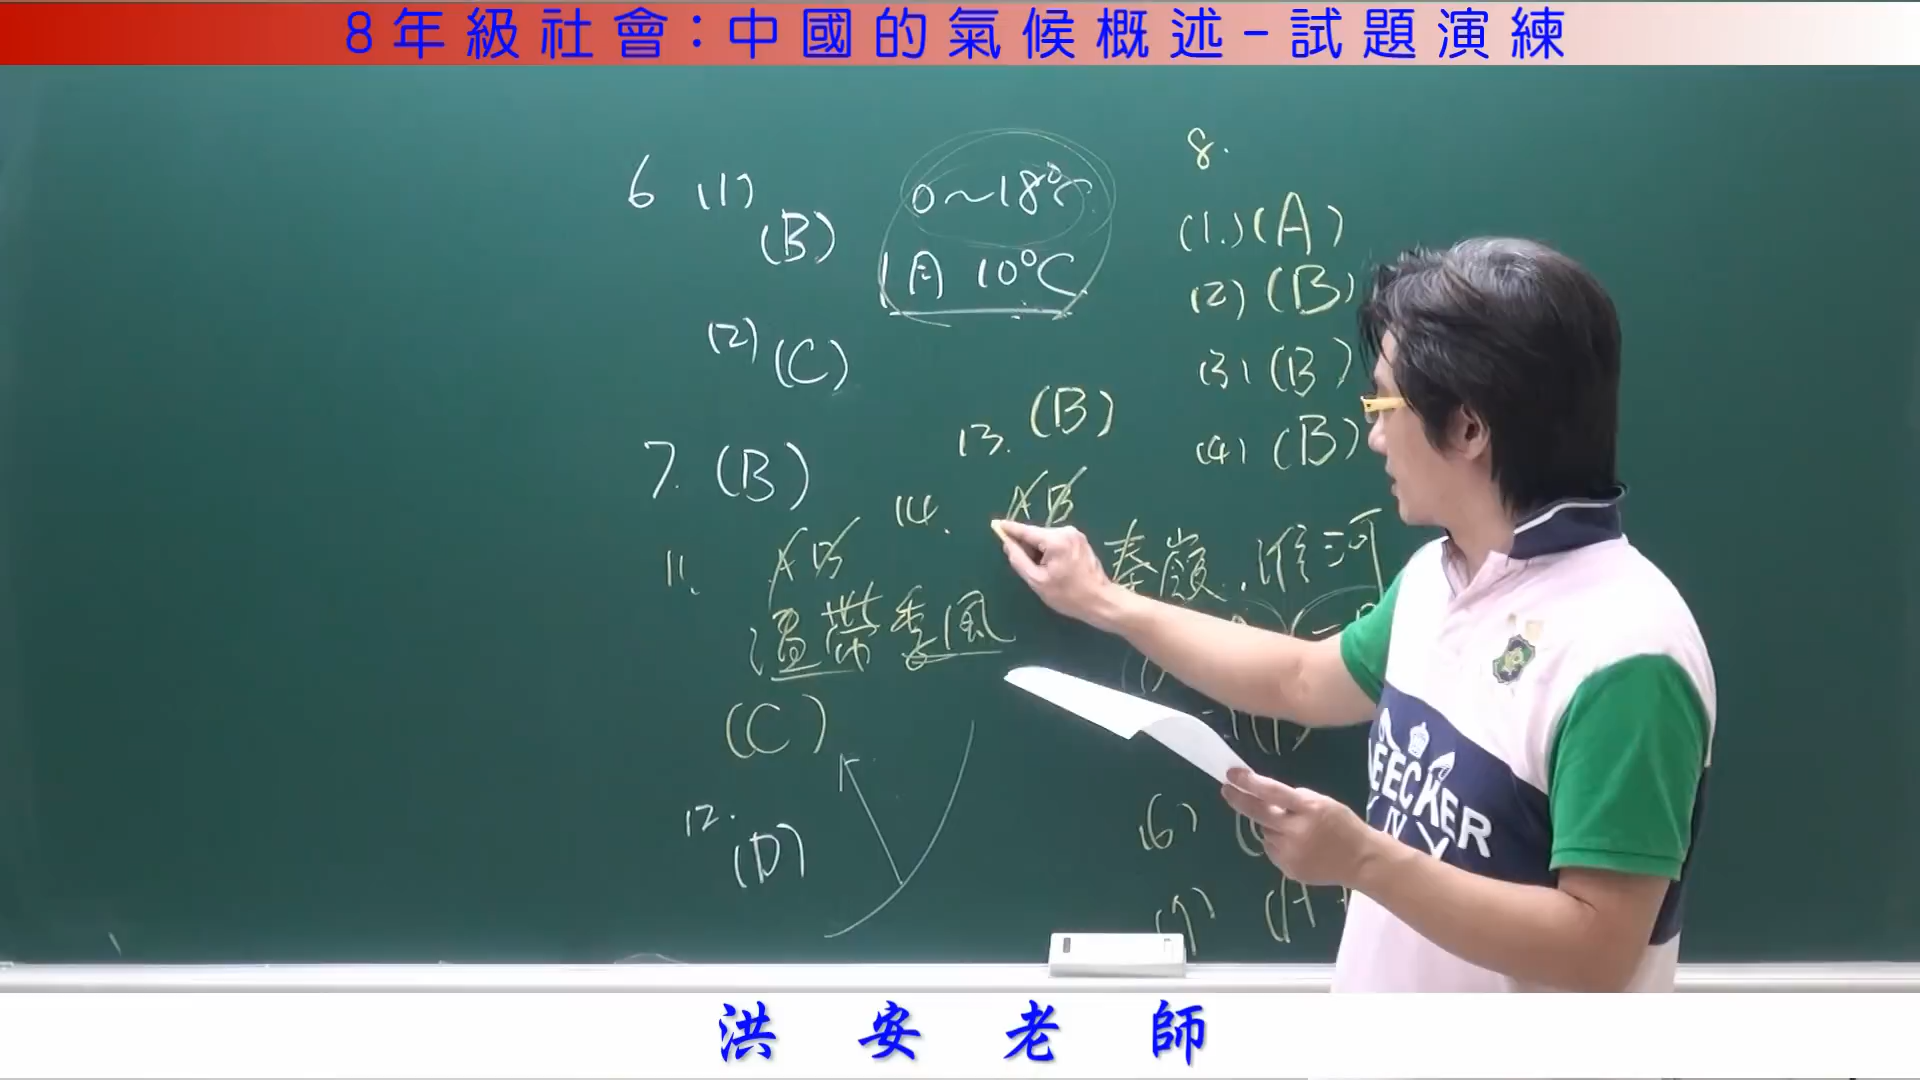 8年級社會:中國的氣候概述-試題演練
6 (1)
(B)
0~18°C
1月 10°C
(2) (C)
7. (B)
11. A B
溫帶季風
(C)
12.
(D)
13. (B)
14. A B
8.
(1.) (A)
(2) (B)
(3) (B)
(4) (B)
秦嶺.淮河
(6)
(7) (A
EECKER
洪安老師